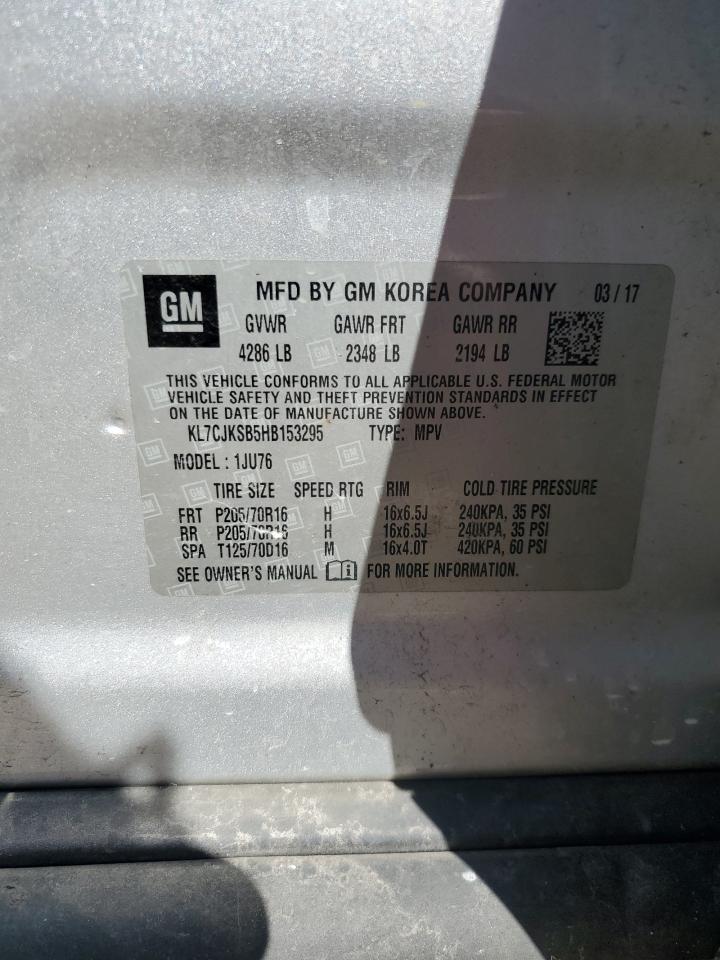 GM MFD BY GM KOREA COMPANY 03/17
GVWR GAWR FRT GAWR RR
4286 LB 2348 LB 2194 LB
THIS VEHICLE CONFORMS TO ALL APPLICABLE U.S. FEDERAL MOTOR
VEHICLE SAFETY AND THEFT PREVENTION STANDARDS IN EFFECT
ON THE DATE OF MANUFACTURE SHOWN ABOVE.
KL7CJKSB5HB153295 TYPE: MPV
MODEL: 1JU76
TIRE SIZE SPEED RTG RIM COLD TIRE PRESSURE
FRT P205/70R16 H 16x6.5J 240KPA, 35 PSI
RR P205/70R16 H 16x6.5J 240KPA, 35 PSI
SPA T125/70D16 M 16x4.0T 420KPA, 60 PSI
SEE OWNER'S MANUAL FOR MORE INFORMATION.